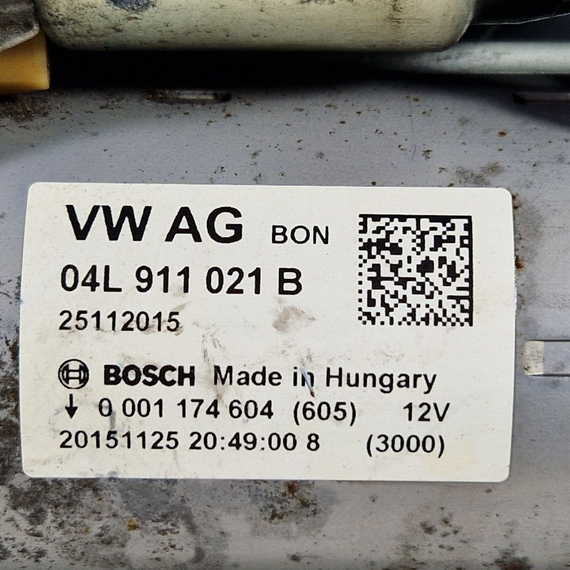 VW AG BON
04L 911 021 B
25112015
BOSCH Made in Hungary
↓ 0 001 174 604 (605) 12V
20151125 20:49:00 8 (3000)